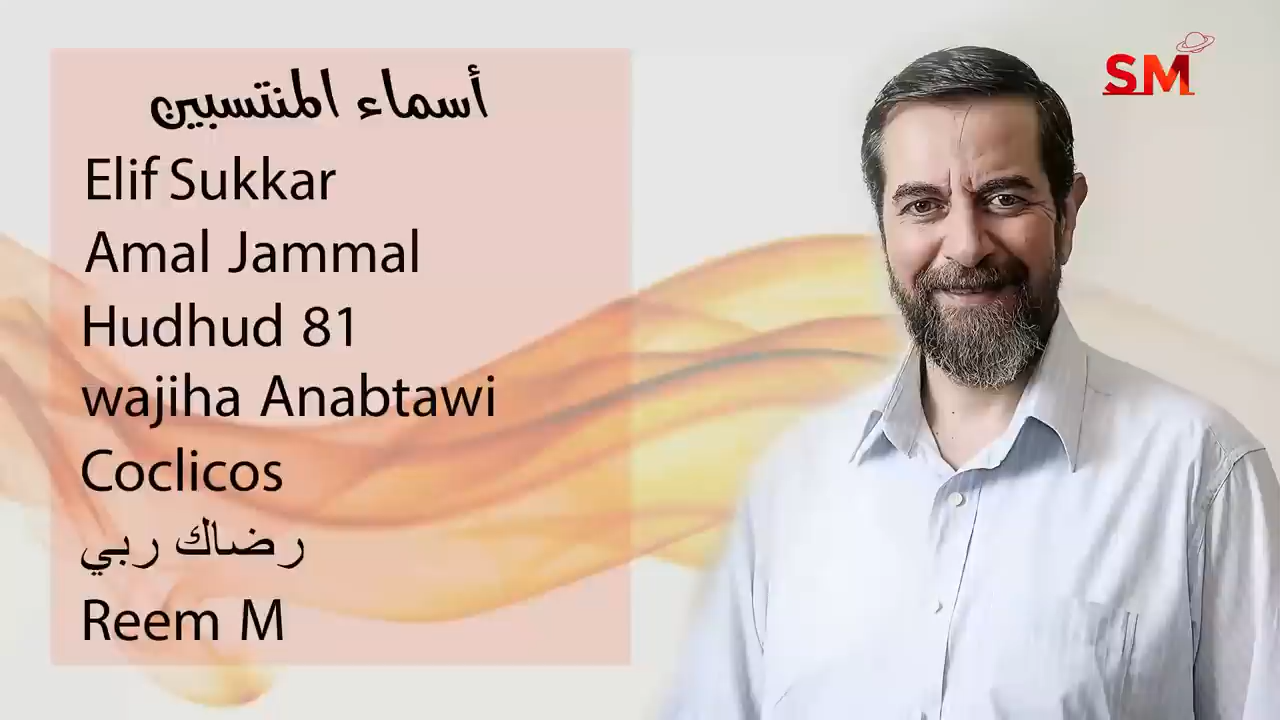 SM
أسماء المنتسبين
Elif Sukkar
Amal Jammal
Hudhud 81
wajiha Anabtawi
Coclicos
رضاك ربي
Reem M